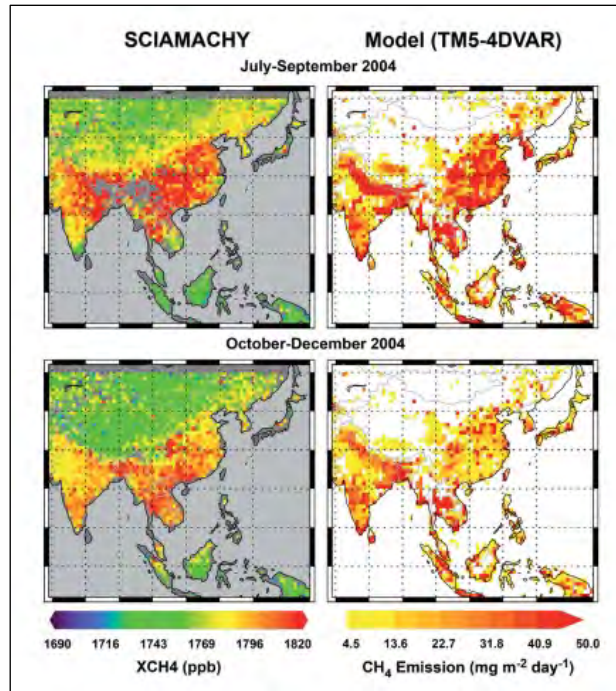 SCIAMACHY Model (TM5-4DVAR)
July-September 2004
October-December 2004
1690 1716 1743 1769 1796 1820 4.5 13.6 22.7 31.8 40.9 50.0
XCH4 (ppb) CH₄ Emission (mg m⁻² day⁻¹)